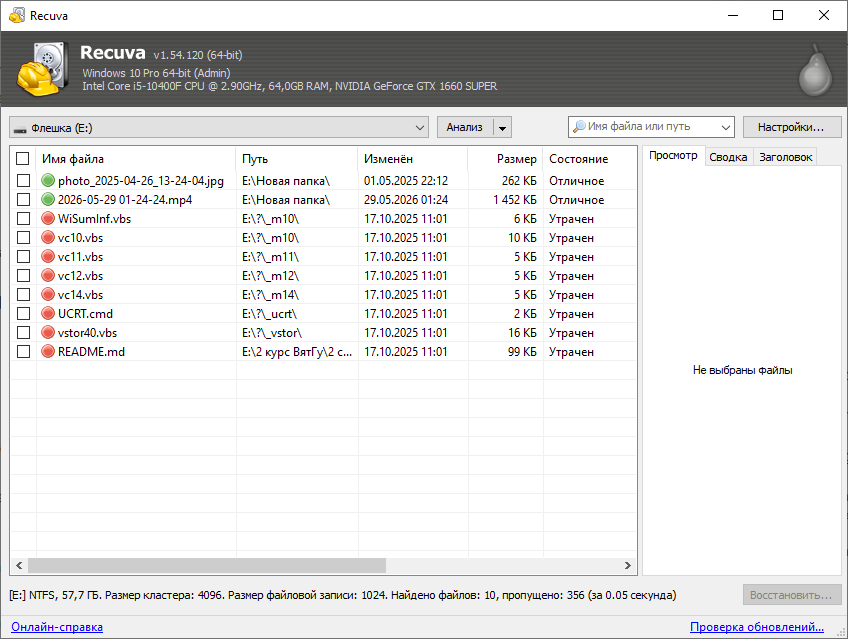 Recuva
Recuva v1.54.120 (64-bit)
Windows 10 Pro 64-bit (Admin)
Intel Core i5-10400F CPU @ 2.90GHz, 64,0GB RAM, NVIDIA GeForce GTX 1660 SUPER
Флешка (E:) Анализ Имя файла или путь Настройки...
Имя файла Путь Изменён Размер Состояние
photo_2025-04-26_13-24-04.jpg E:\Новая папка\ 01.05.2025 22:12 262 КБ Отличное
2026-05-29 01-24-24.mp4 E:\Новая папка\ 29.05.2026 01:24 1 452 КБ Отличное
WiSumInf.vbs E:\?\_m10\ 17.10.2025 11:01 6 КБ Утрачен
vc10.vbs E:\?\_m10\ 17.10.2025 11:01 10 КБ Утрачен
vc11.vbs E:\?\_m11\ 17.10.2025 11:01 5 КБ Утрачен
vc12.vbs E:\?\_m12\ 17.10.2025 11:01 5 КБ Утрачен
vc14.vbs E:\?\_m14\ 17.10.2025 11:01 5 КБ Утрачен
UCRT.cmd E:\?\_ucrt\ 17.10.2025 11:01 2 КБ Утрачен
vstor40.vbs E:\?\_vstor\ 17.10.2025 11:01 16 КБ Утрачен
README.md E:\2 курс ВятГу\2 с... 17.10.2025 11:01 99 КБ Утрачен
Просмотр Сводка Заголовок
Не выбраны файлы
[E:] NTFS, 57,7 ГБ. Размер кластера: 4096. Размер файловой записи: 1024. Найдено файлов: 10, пропущено: 356 (за 0.05 секунда)
Восстановить...
Онлайн-справка
Проверка обновлений...